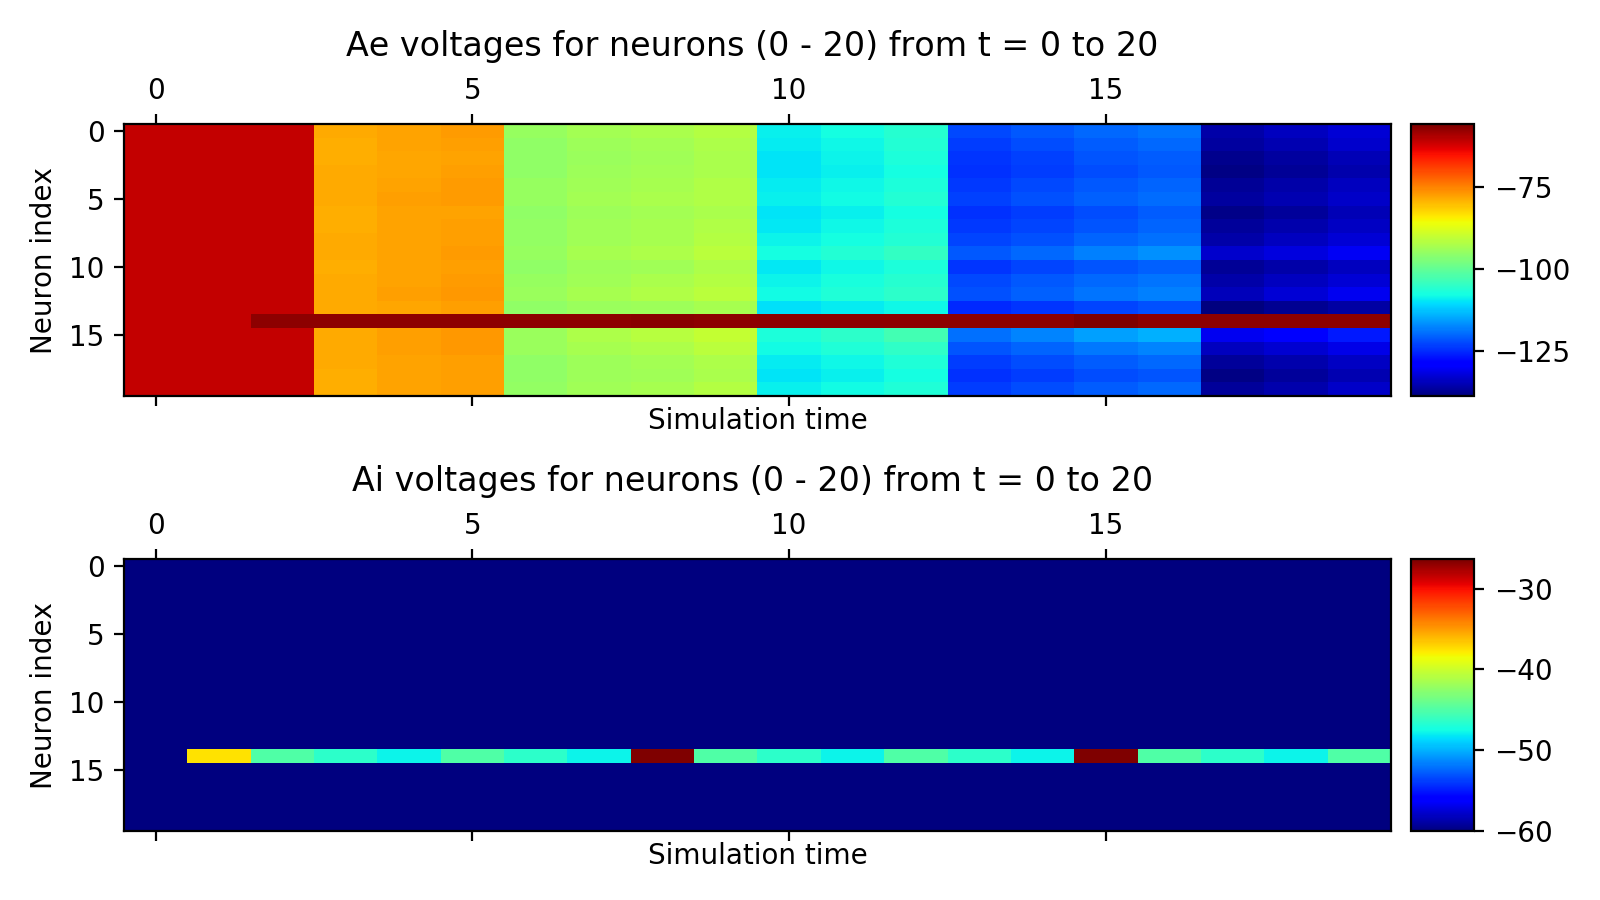 Ae voltages for neurons (0 - 20) from t = 0 to 20
0 5 10 15
Neuron index
0
5
10
15
−75
−100
−125
Simulation time
Ai voltages for neurons (0 - 20) from t = 0 to 20
0 5 10 15
Neuron index
0
5
10
15
−30
−40
−50
−60
Simulation time